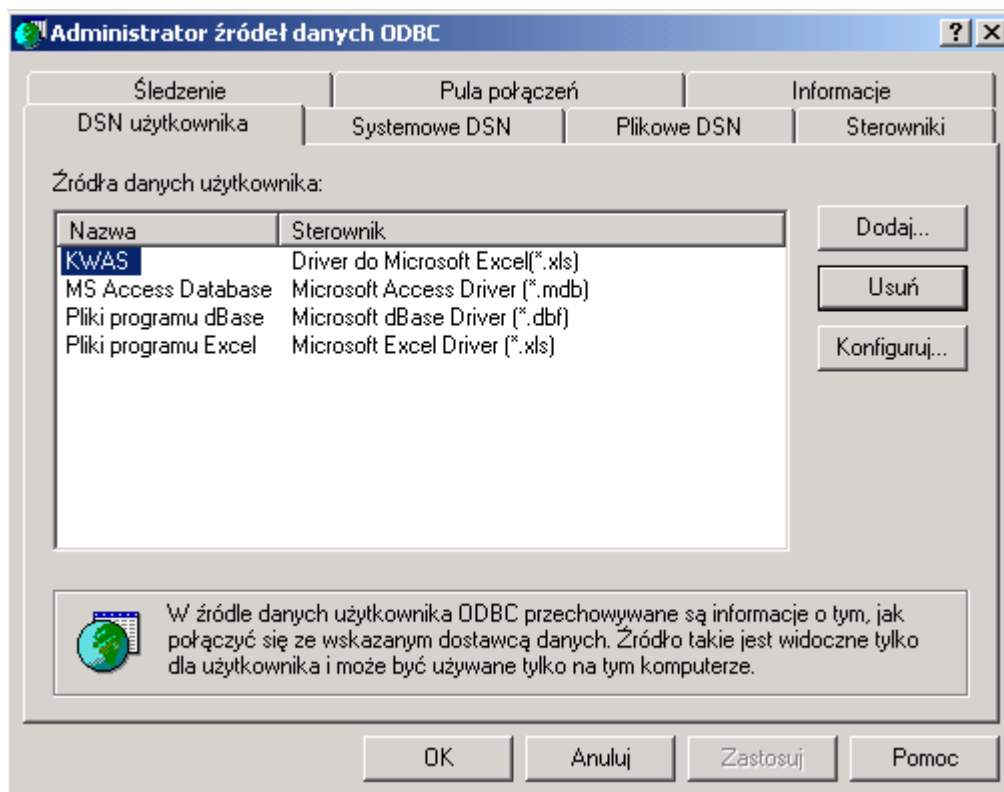 Administrator źródeł danych ODBC
Śledzenie Pula połączeń Informacje
DSN użytkownika Systemowe DSN Plikowe DSN Sterowniki
Źródła danych użytkownika:
Nazwa Sterownik
KWAS Driver do Microsoft Excel(*.xls)
MS Access Database Microsoft Access Driver (*.mdb)
Pliki programu dBase Microsoft dBase Driver (*.dbf)
Pliki programu Excel Microsoft Excel Driver (*.xls)
Dodaj...
Usuń
Konfiguruj...
W źródle danych użytkownika ODBC przechowywane są informacje o tym, jak
połączyć się ze wskazanym dostawcą danych. Źródło takie jest widoczne tylko
dla użytkownika i może być używane tylko na tym komputerze.
OK Anuluj Zastosuj Pomoc